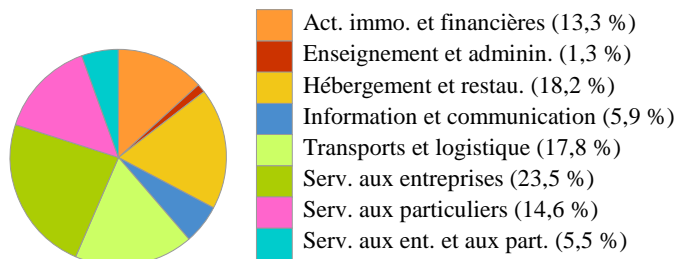 Act. immo. et financières (13,3 %)
Enseignement et adminin. (1,3 %)
Hébergement et restau. (18,2 %)
Information et communication (5,9 %)
Transports et logistique (17,8 %)
Serv. aux entreprises (23,5 %)
Serv. aux particuliers (14,6 %)
Serv. aux ent. et aux part. (5,5 %)